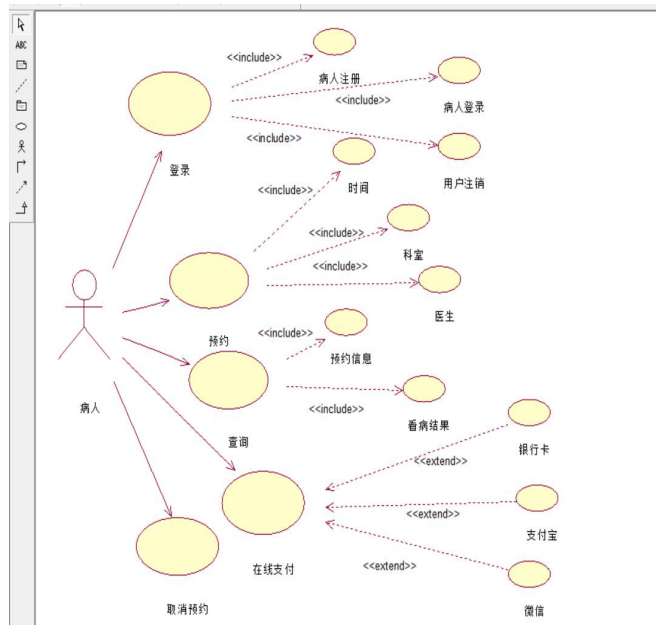 ABC
<<include>>
病人注册
<<include>>
病人登录
<<include>>
用户注销
登录
<<include>>
时间
<<include>>
科室
<<include>>
医生
预约
<<include>>
预约信息
<<include>>
看病结果
病人
查询
银行卡
<<extend>>
支付宝
<<extend>>
在线支付
<<extend>>
微信
取消预约